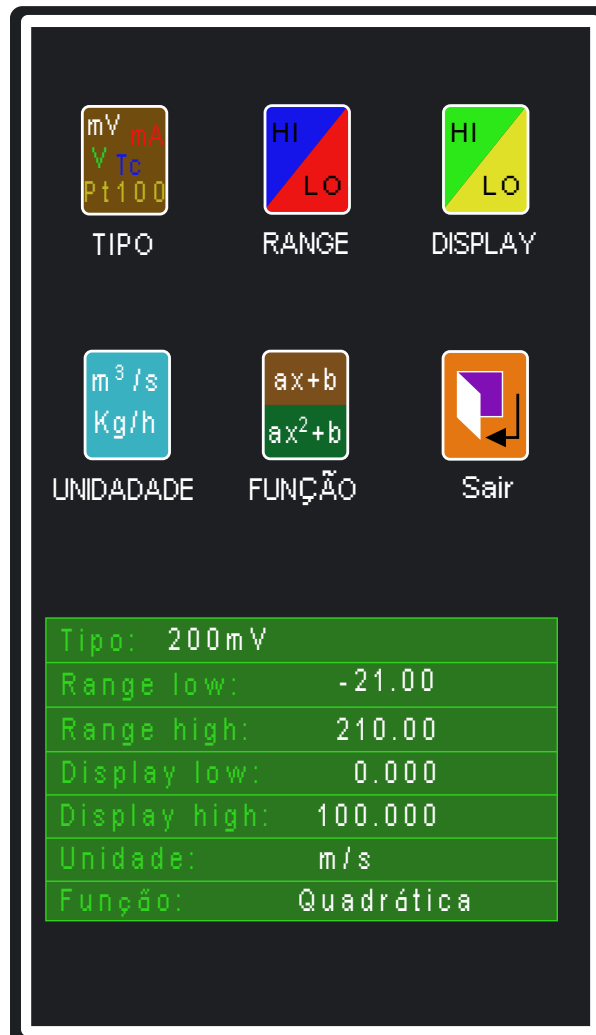 mV mA
V Tc
Pt100
HI
LO
HI
LO
TIPO RANGE DISPLAY
m³/s
Kg/h
ax+b
ax²+b
UNIDADADE FUNÇÃO Sair
Tipo: 200mV
Range low: -21.00
Range high: 210.00
Display low: 0.000
Display high: 100.000
Unidade: m/s
Função: Quadrática